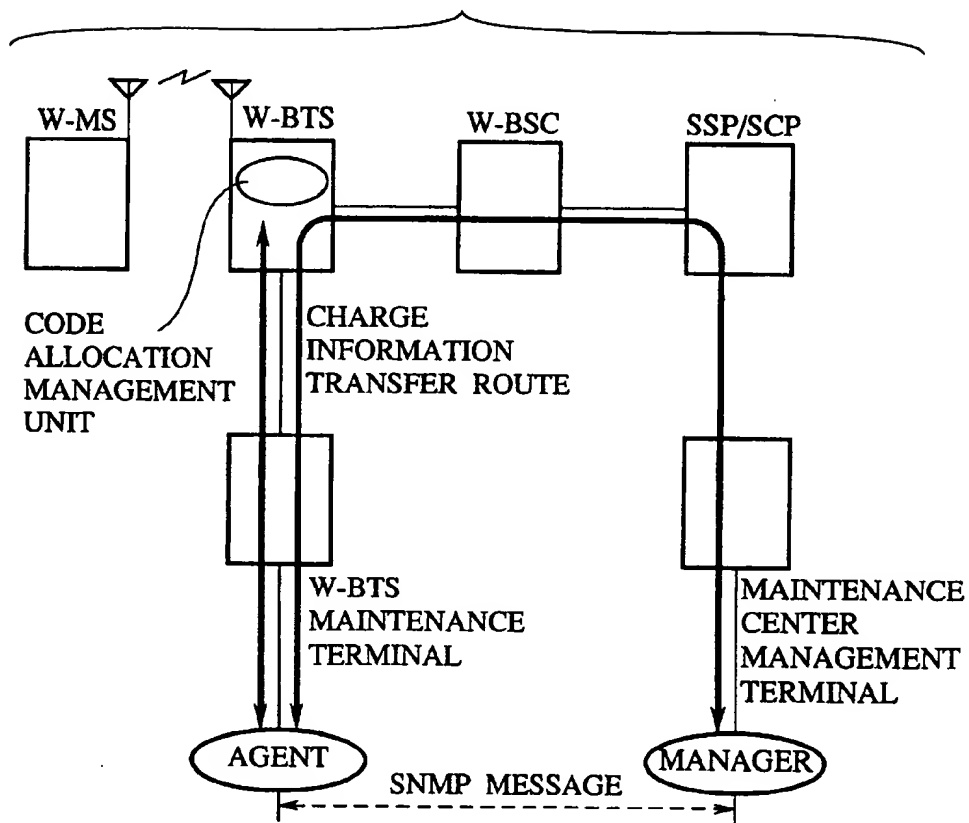 W-MS
W-BTS
W-BSC
SSP/SCP
CODE
ALLOCATION
MANAGEMENT
UNIT
CHARGE
INFORMATION
TRANSFER ROUTE
W-BTS
MAINTENANCE
TERMINAL
MAINTENANCE
CENTER
MANAGEMENT
TERMINAL
AGENT
MANAGER
SNMP MESSAGE